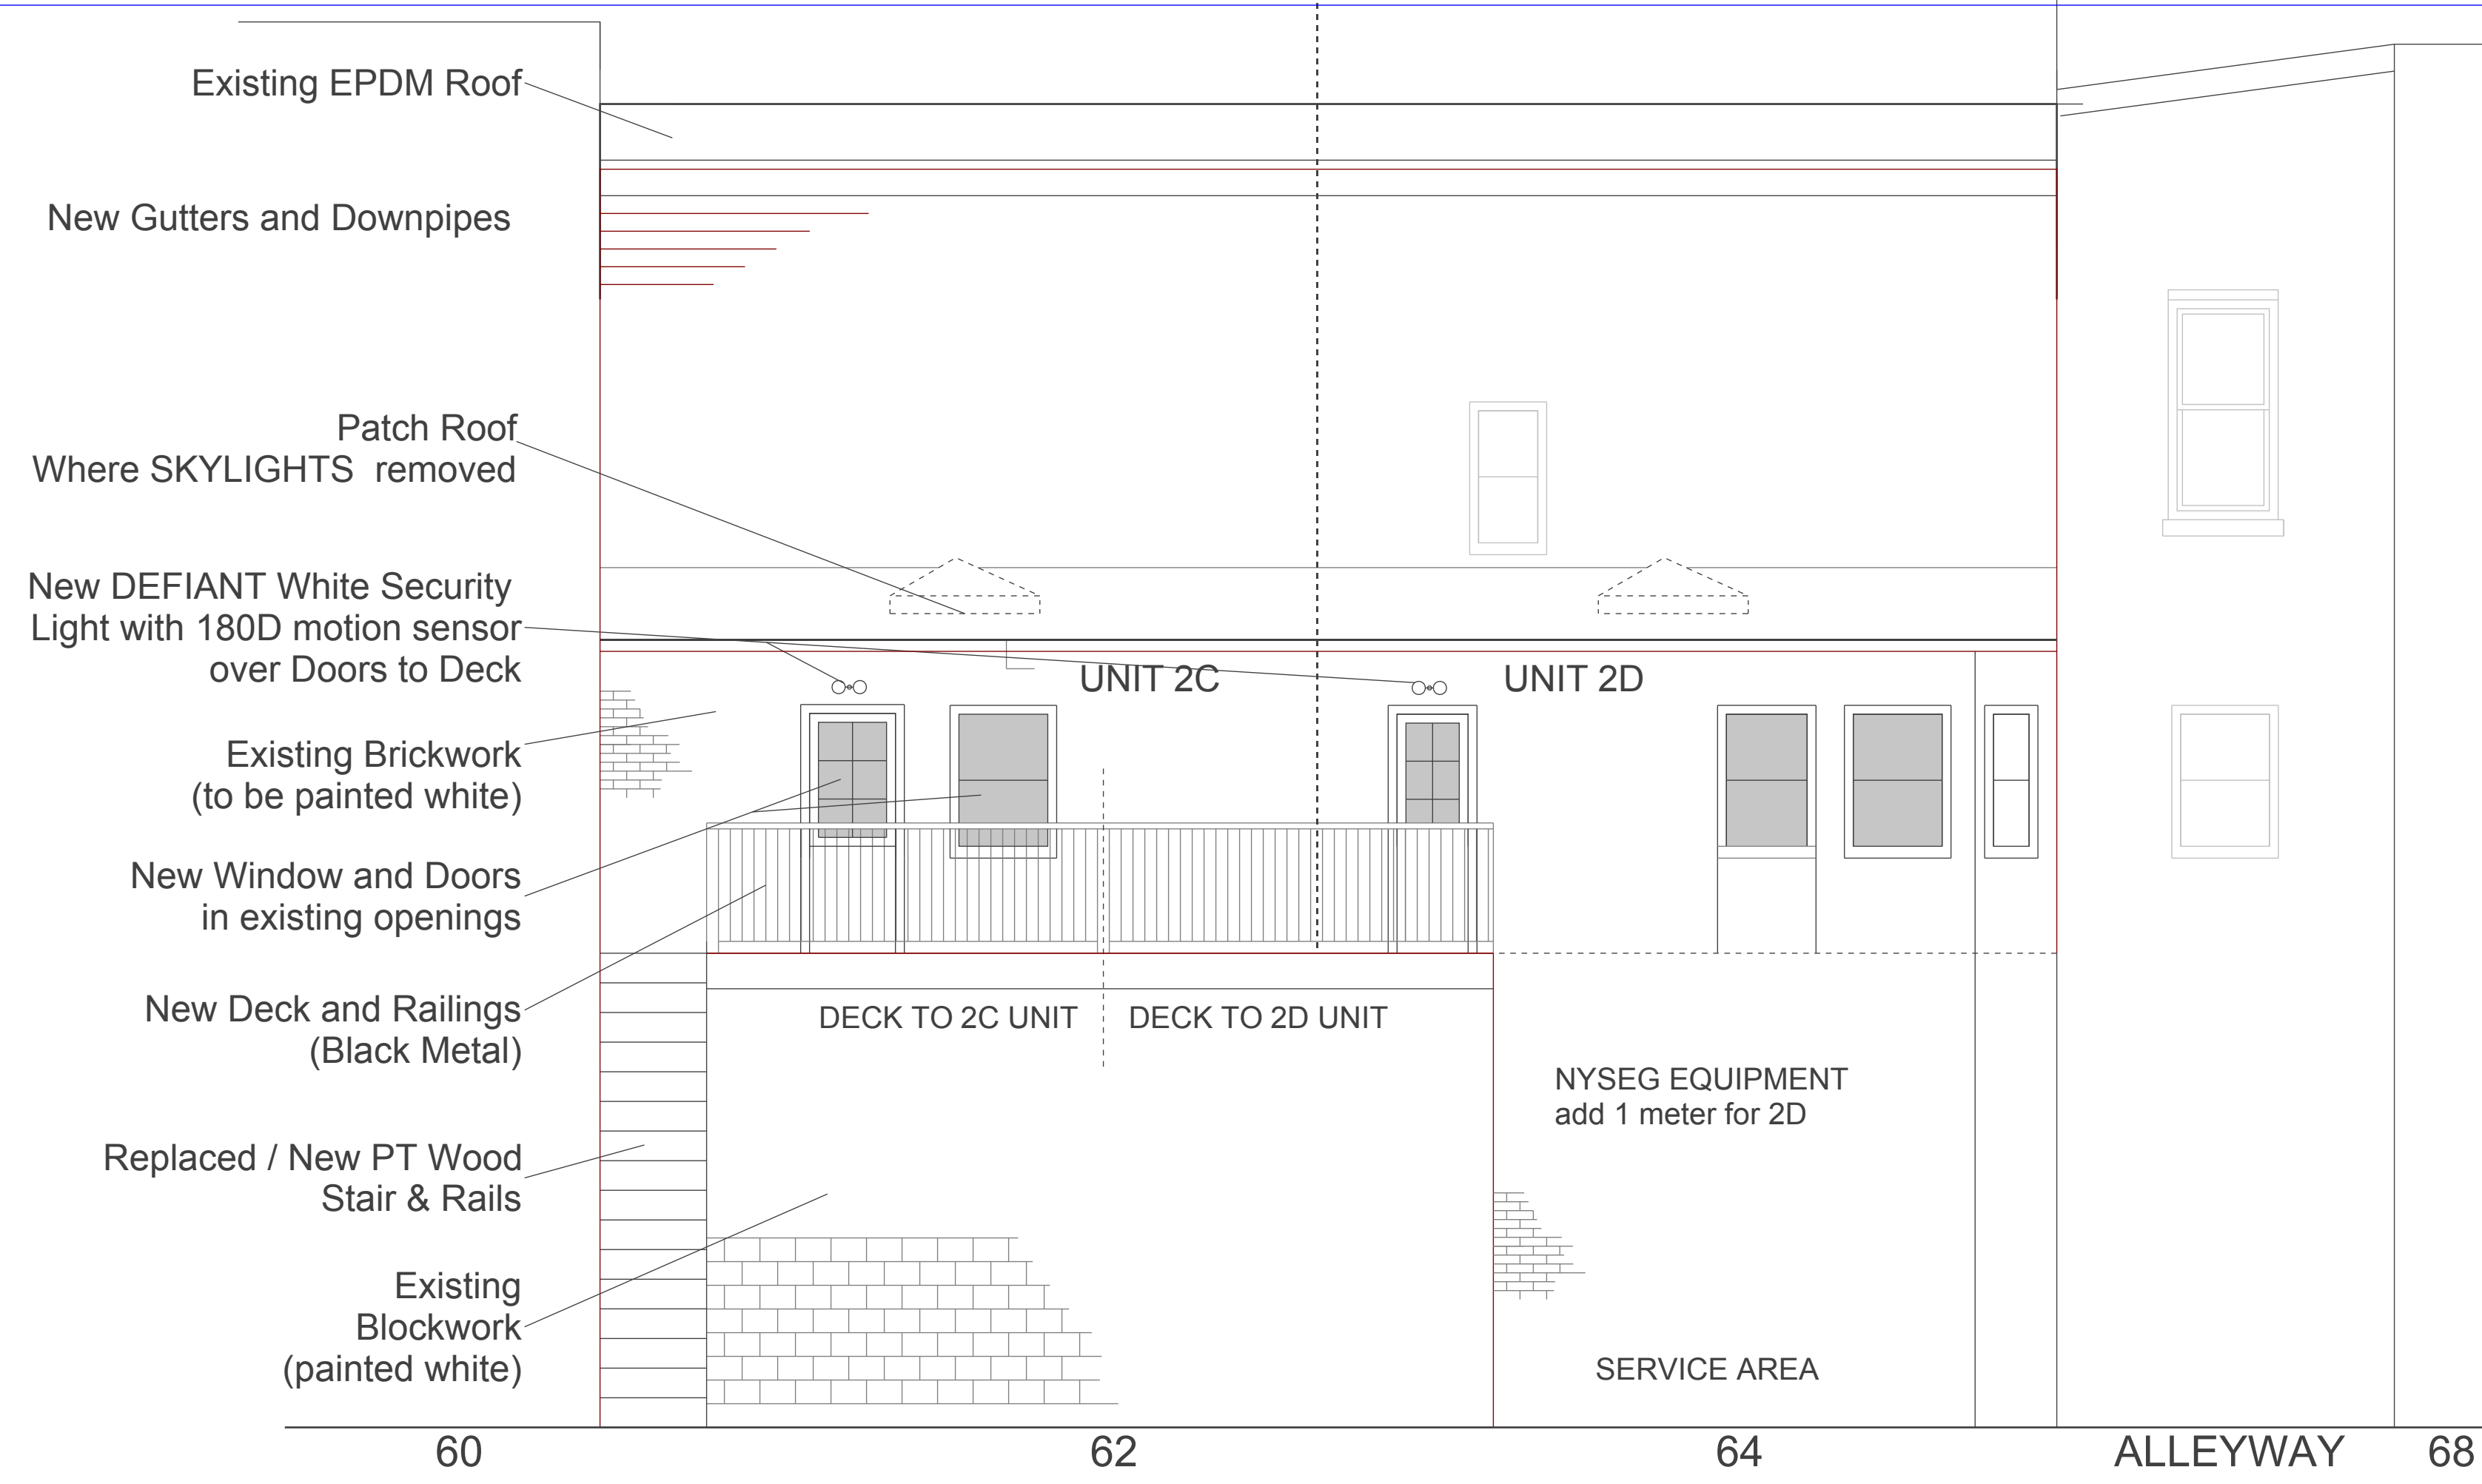 Existing EPDM Roof
New Gutters and Downpipes
Patch Roof
Where SKYLIGHTS removed
New DEFIANT White Security
Light with 180D motion sensor
over Doors to Deck
UNIT 2C
UNIT 2D
Existing Brickwork
(to be painted white)
New Window and Doors
in existing openings
New Deck and Railings
(Black Metal)
DECK TO 2C UNIT
DECK TO 2D UNIT
NYSEG EQUIPMENT
add 1 meter for 2D
Replaced / New PT Wood
Stair & Rails
Existing
Blockwork
(painted white)
SERVICE AREA
60
62
64
ALLEYWAY
68